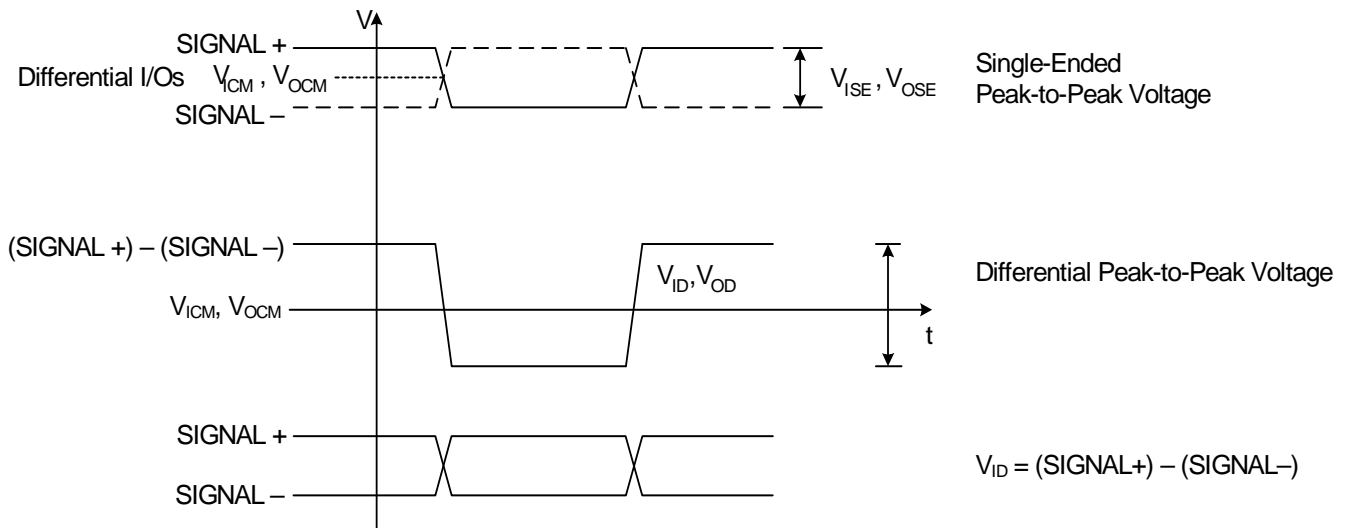 V
SIGNAL +
Differential I/Os V_ICM , V_OCM
SIGNAL –
V_ISE , V_OSE
Single-Ended
Peak-to-Peak Voltage
(SIGNAL +) – (SIGNAL –)
V_ID,V_OD
Differential Peak-to-Peak Voltage
V_ICM, V_OCM
t
SIGNAL +
SIGNAL –
V_ID = (SIGNAL+) – (SIGNAL–)